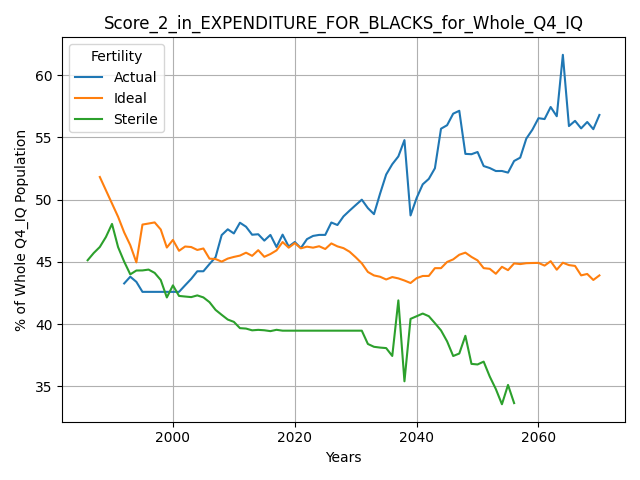 Score_2_in_EXPENDITURE_FOR_BLACKS_for_Whole_Q4_IQ
Fertility
Actual
Ideal
Sterile
% of Whole Q4_IQ Population
60
55
50
45
40
35
2000
2020
2040
2060
Years